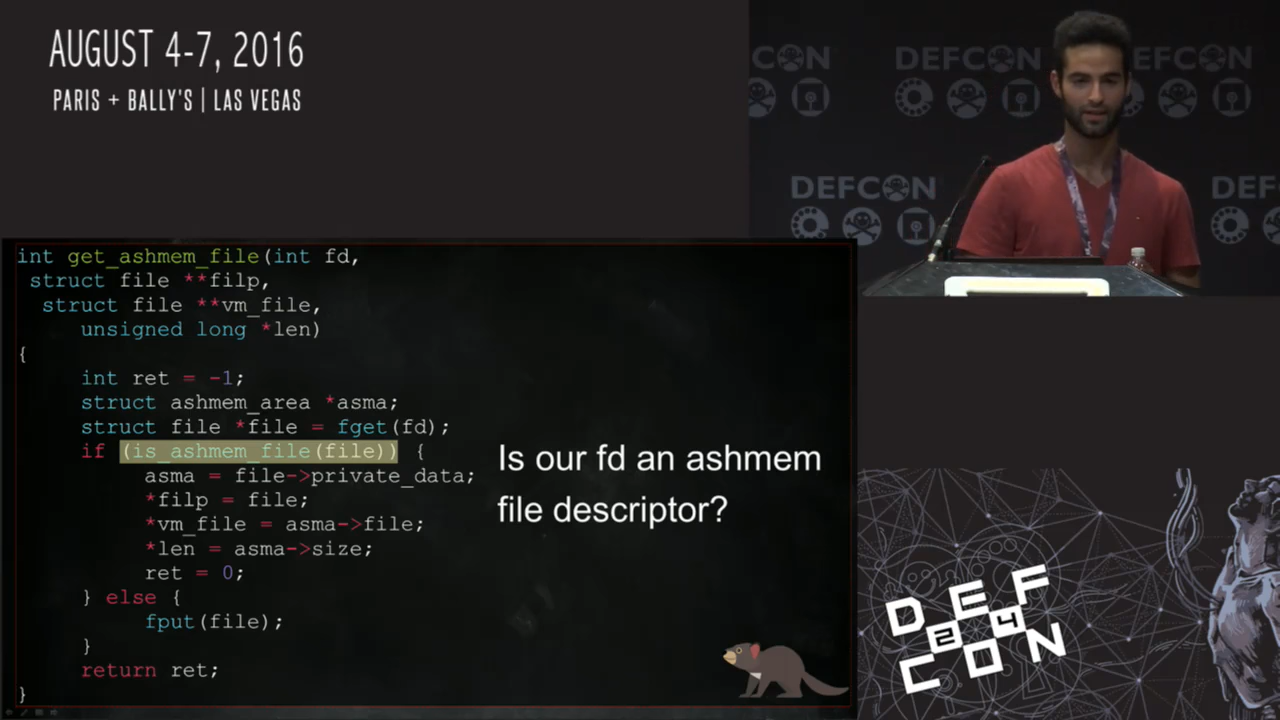 AUGUST 4-7, 2016
PARIS + BALLY'S | LAS VEGAS
DEFCON
DEFCON
DEFCON
DEFCON
int get_ashmem_file(int fd,
struct file **filp,
struct file **vm_file,
unsigned long *len)
{
int ret = -1;
struct ashmem_area *asma;
struct file *file = fget(fd);
if (is_ashmem_file(file)) {
asma = file->private_data;
*filp = file;
*vm_file = asma->file;
*len = asma->size;
ret = 0;
} else {
fput(file);
}
return ret;
}
Is our fd an ashmem
file descriptor?
DEF
24
CON